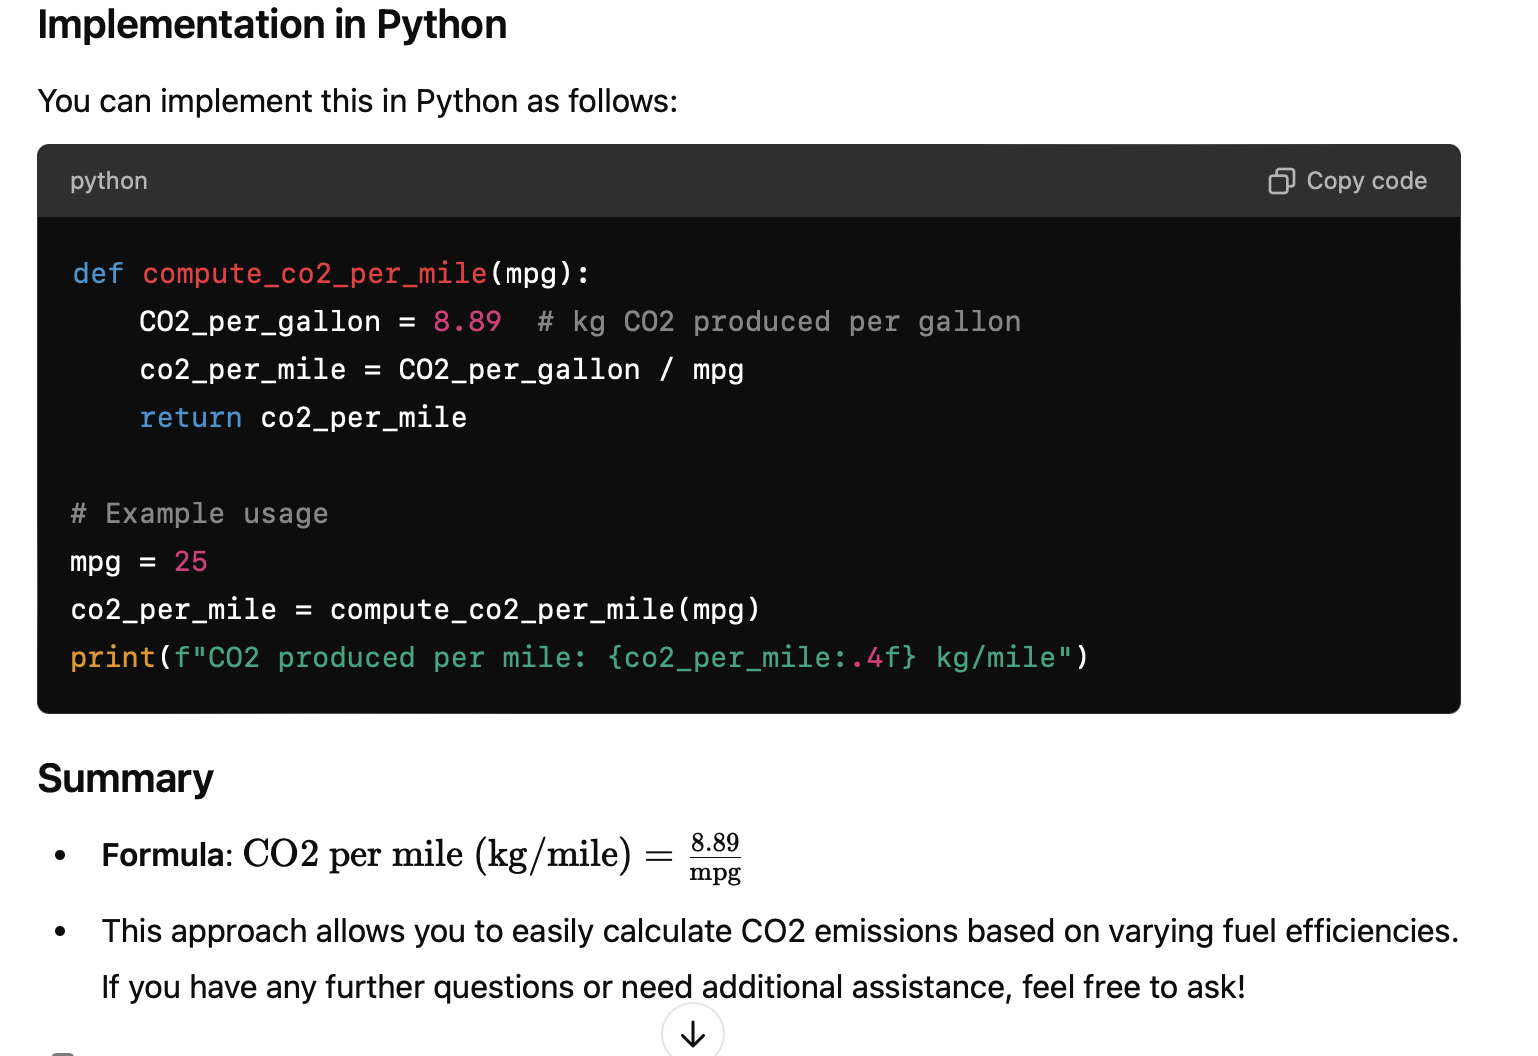 Implementation in Python
You can implement this in Python as follows:
python
Copy code
def compute_co2_per_mile(mpg):
    CO2_per_gallon = 8.89  # kg CO2 produced per gallon
    co2_per_mile = CO2_per_gallon / mpg
    return co2_per_mile
# Example usage
mpg = 25
co2_per_mile = compute_co2_per_mile(mpg)
print(f"CO2 produced per mile: {co2_per_mile:.4f} kg/mile")
Summary
• Formula: CO2 per mile (kg/mile) = 8.89/mpg
• This approach allows you to easily calculate CO2 emissions based on varying fuel efficiencies.
If you have any further questions or need additional assistance, feel free to ask!